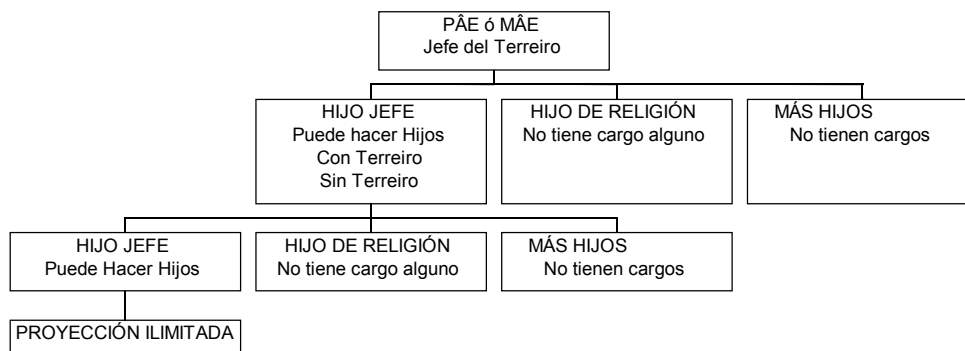 PÂE ó MÂE
Jefe del Terreiro
HIJO JEFE
Puede hacer Hijos
Con Terreiro
Sin Terreiro
HIJO DE RELIGIÓN
No tiene cargo alguno
MÁS HIJOS
No tienen cargos
HIJO JEFE
Puede Hacer Hijos
HIJO DE RELIGIÓN
No tiene cargo alguno
MÁS HIJOS
No tienen cargos
PROYECCIÓN ILIMITADA